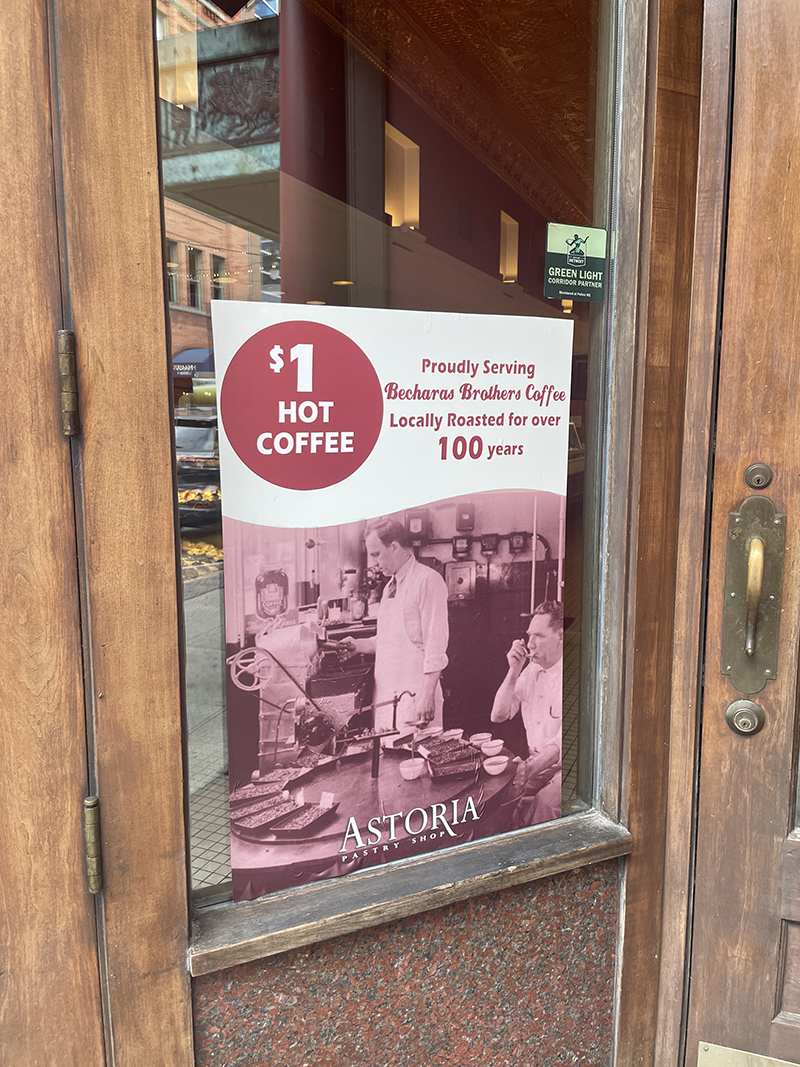 $1
HOT
COFFEE
Proudly Serving
Becharas Brothers Coffee
Locally Roasted for over
100 years
DETROIT
GREEN LIGHT
CORRIDOR PARTNER
COFFEE
ASTORIA
PASTRY SHOP